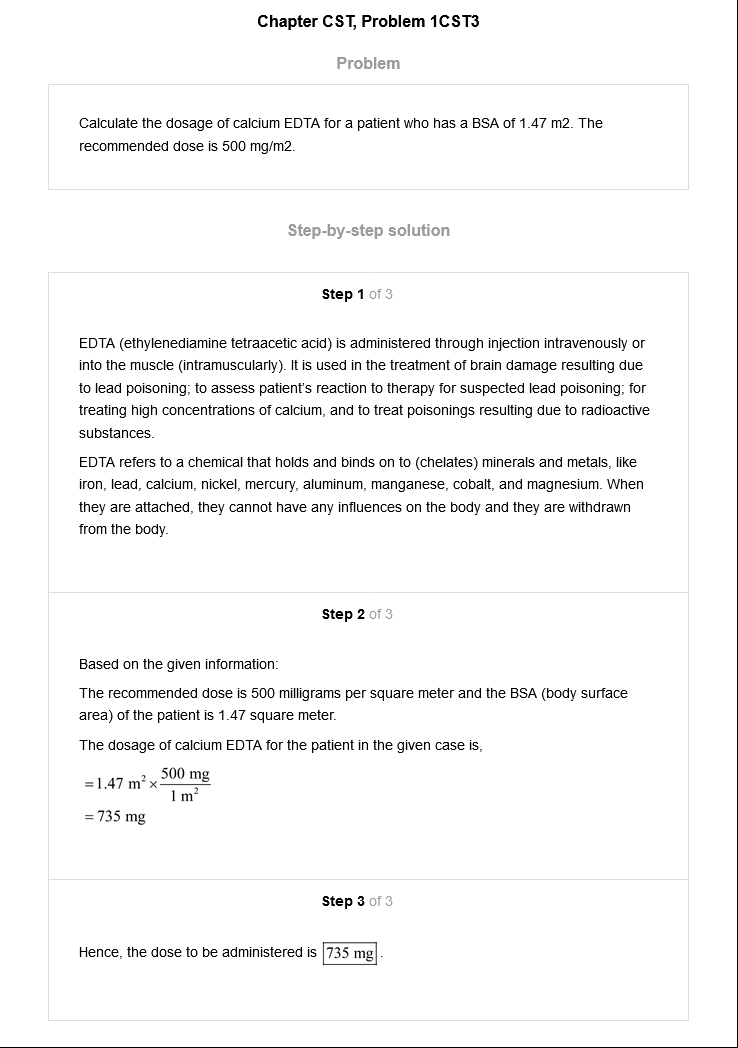 Chapter CST, Problem 1CST3
Problem
Calculate the dosage of calcium EDTA for a patient who has a BSA of 1.47 m2. The
recommended dose is 500 mg/m2.
Step-by-step solution
Step 1 of 3
EDTA (ethylenediamine tetraacetic acid) is administered through injection intravenously or
into the muscle (intramuscularly). It is used in the treatment of brain damage resulting due
to lead poisoning; to assess patient's reaction to therapy for suspected lead poisoning; for
treating high concentrations of calcium, and to treat poisonings resulting due to radioactive
substances.
EDTA refers to a chemical that holds and binds on to (chelates) minerals and metals, like
iron, lead, calcium, nickel, mercury, aluminum, manganese, cobalt, and magnesium. When
they are attached, they cannot have any influences on the body and they are withdrawn
from the body.
Step 2 of 3
Based on the given information:
The recommended dose is 500 milligrams per square meter and the BSA (body surface
area) of the patient is 1.47 square meter.
The dosage of calcium EDTA for the patient in the given case is,
500 mg
= 1.47 m² ×
1 m²
= 735 mg
Step 3 of 3
Hence, the dose to be administered is 735 mg.